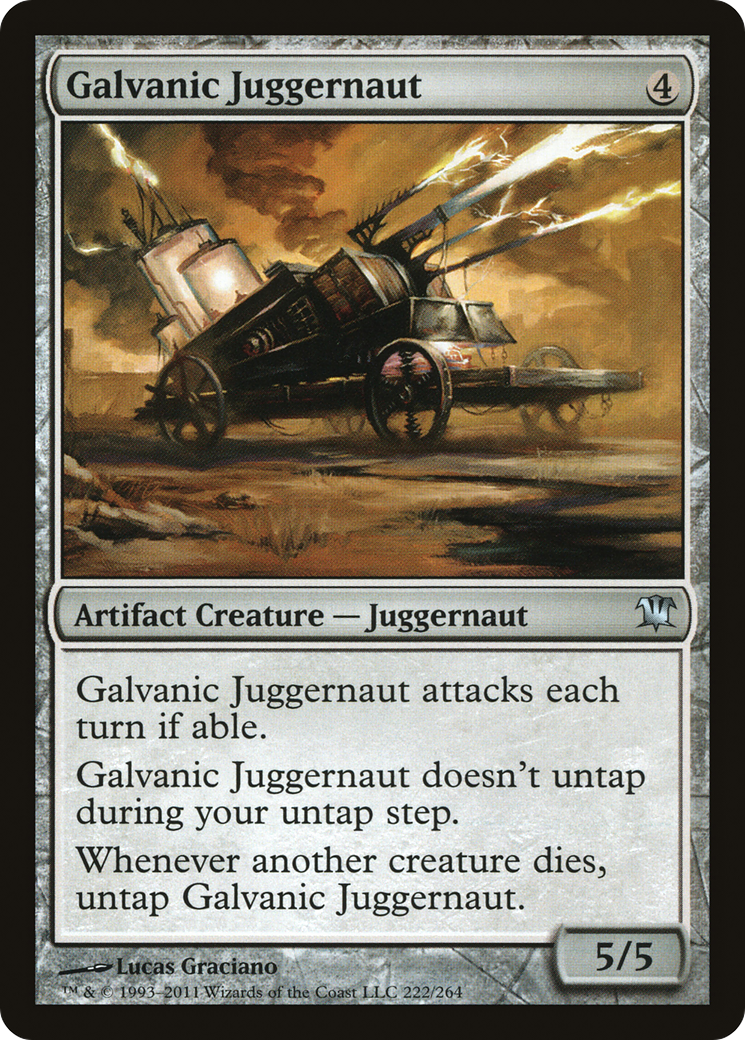 Galvanic Juggernaut
4
Artifact Creature — Juggernaut
Galvanic Juggernaut attacks each
turn if able.
Galvanic Juggernaut doesn't untap
during your untap step.
Whenever another creature dies,
untap Galvanic Juggernaut.
5/5
Lucas Graciano
™ & © 1993–2011 Wizards of the Coast LLC 222/264